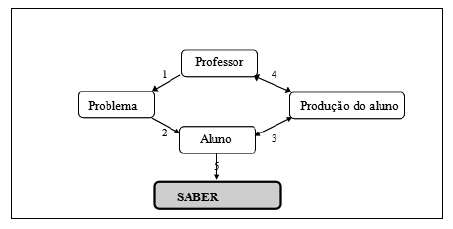 Professor
1
4
Problema
Produção do aluno
2
Aluno
3
5
SABER